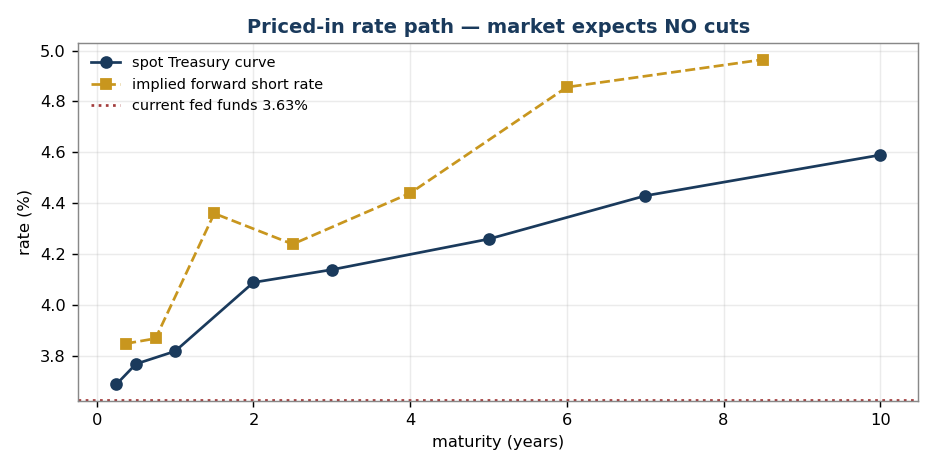 Priced-in rate path — market expects NO cuts
spot Treasury curve
implied forward short rate
current fed funds 3.63%
rate (%)
5.0
4.8
4.6
4.4
4.2
4.0
3.8
0 2 4 6 8 10
maturity (years)